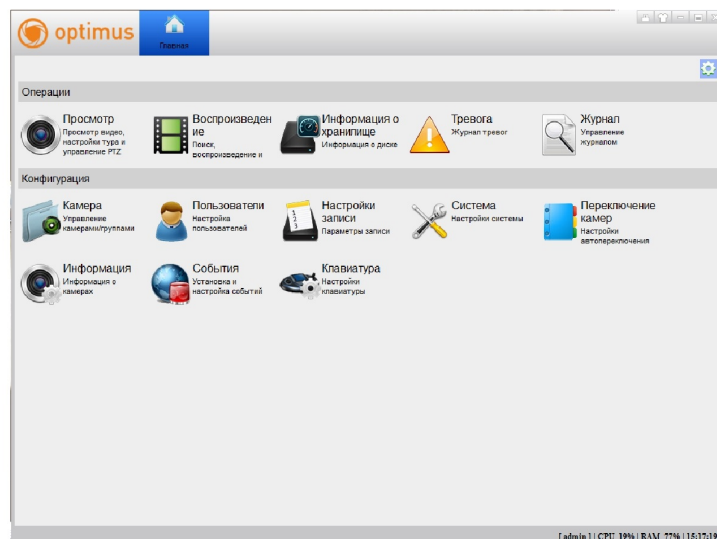 optimus
Главная
Операции
Просмотр
Просмотр видео,
настройки тура и
управление PTZ
Воспроизведен
ие
Поиск,
воспроизведение и
Информация о
хранилище
Информация о диске
Тревога
Журнал тревог
Журнал
Управление
журналом
Конфигурация
Камера
Управление
камерами/группами
Пользователи
Настройка
пользователей
Настройки
записи
Параметры записи
Система
Настройки системы
Переключение
камер
Настройки
автопереключения
Информация
Информация о
камерах
События
Установка и
настройка событий
Клавиатура
Настройки
клавиатуры
[ admin ] | CPU 19% | RAM 77% | 15:17:19